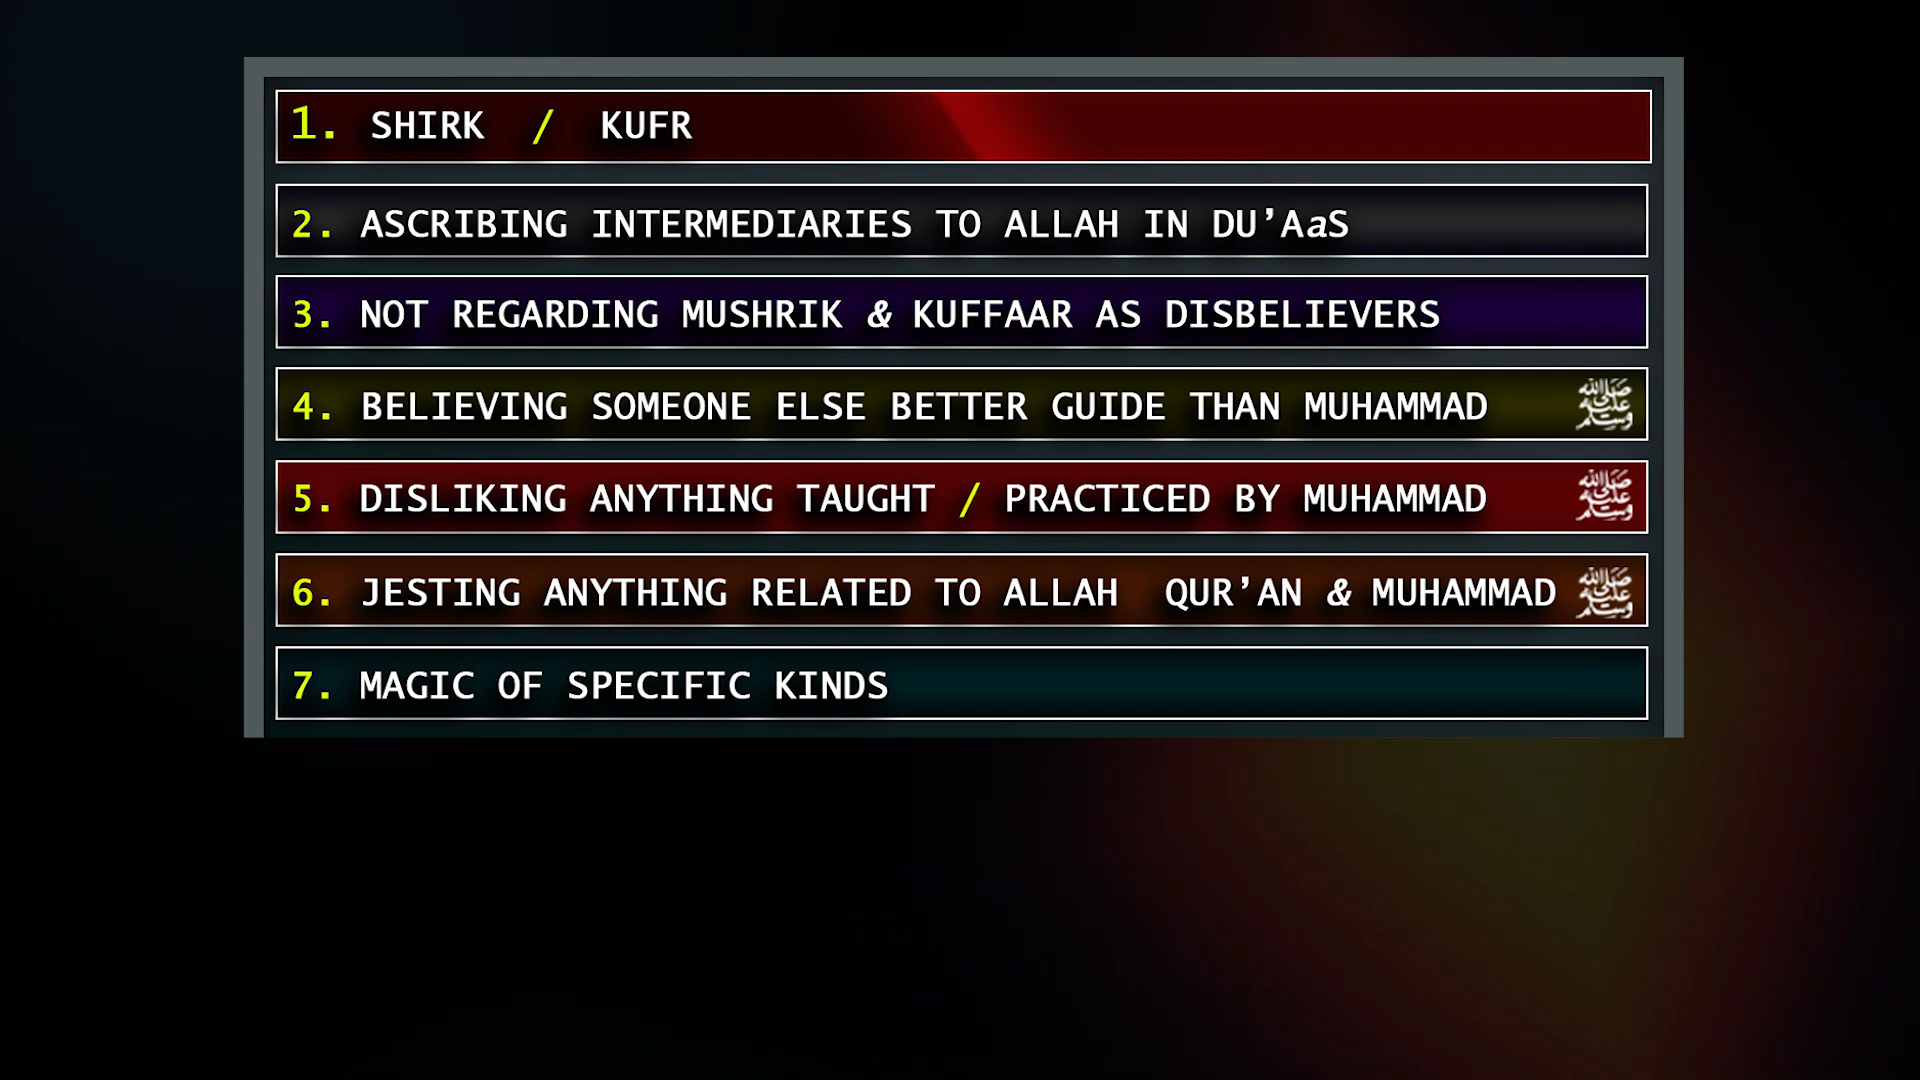 1. SHIRK / KUFR
2. ASCRIBING INTERMEDIARIES TO ALLAH IN DU’AaS
3. NOT REGARDING MUSHRIK & KUFFAAR AS DISBELIEVERS
4. BELIEVING SOMEONE ELSE BETTER GUIDE THAN MUHAMMAD صلى الله عليه وسلم
5. DISLIKING ANYTHING TAUGHT / PRACTICED BY MUHAMMAD صلى الله عليه وسلم
6. JESTING ANYTHING RELATED TO ALLAH QUR’AN & MUHAMMAD صلى الله عليه وسلم
7. MAGIC OF SPECIFIC KINDS